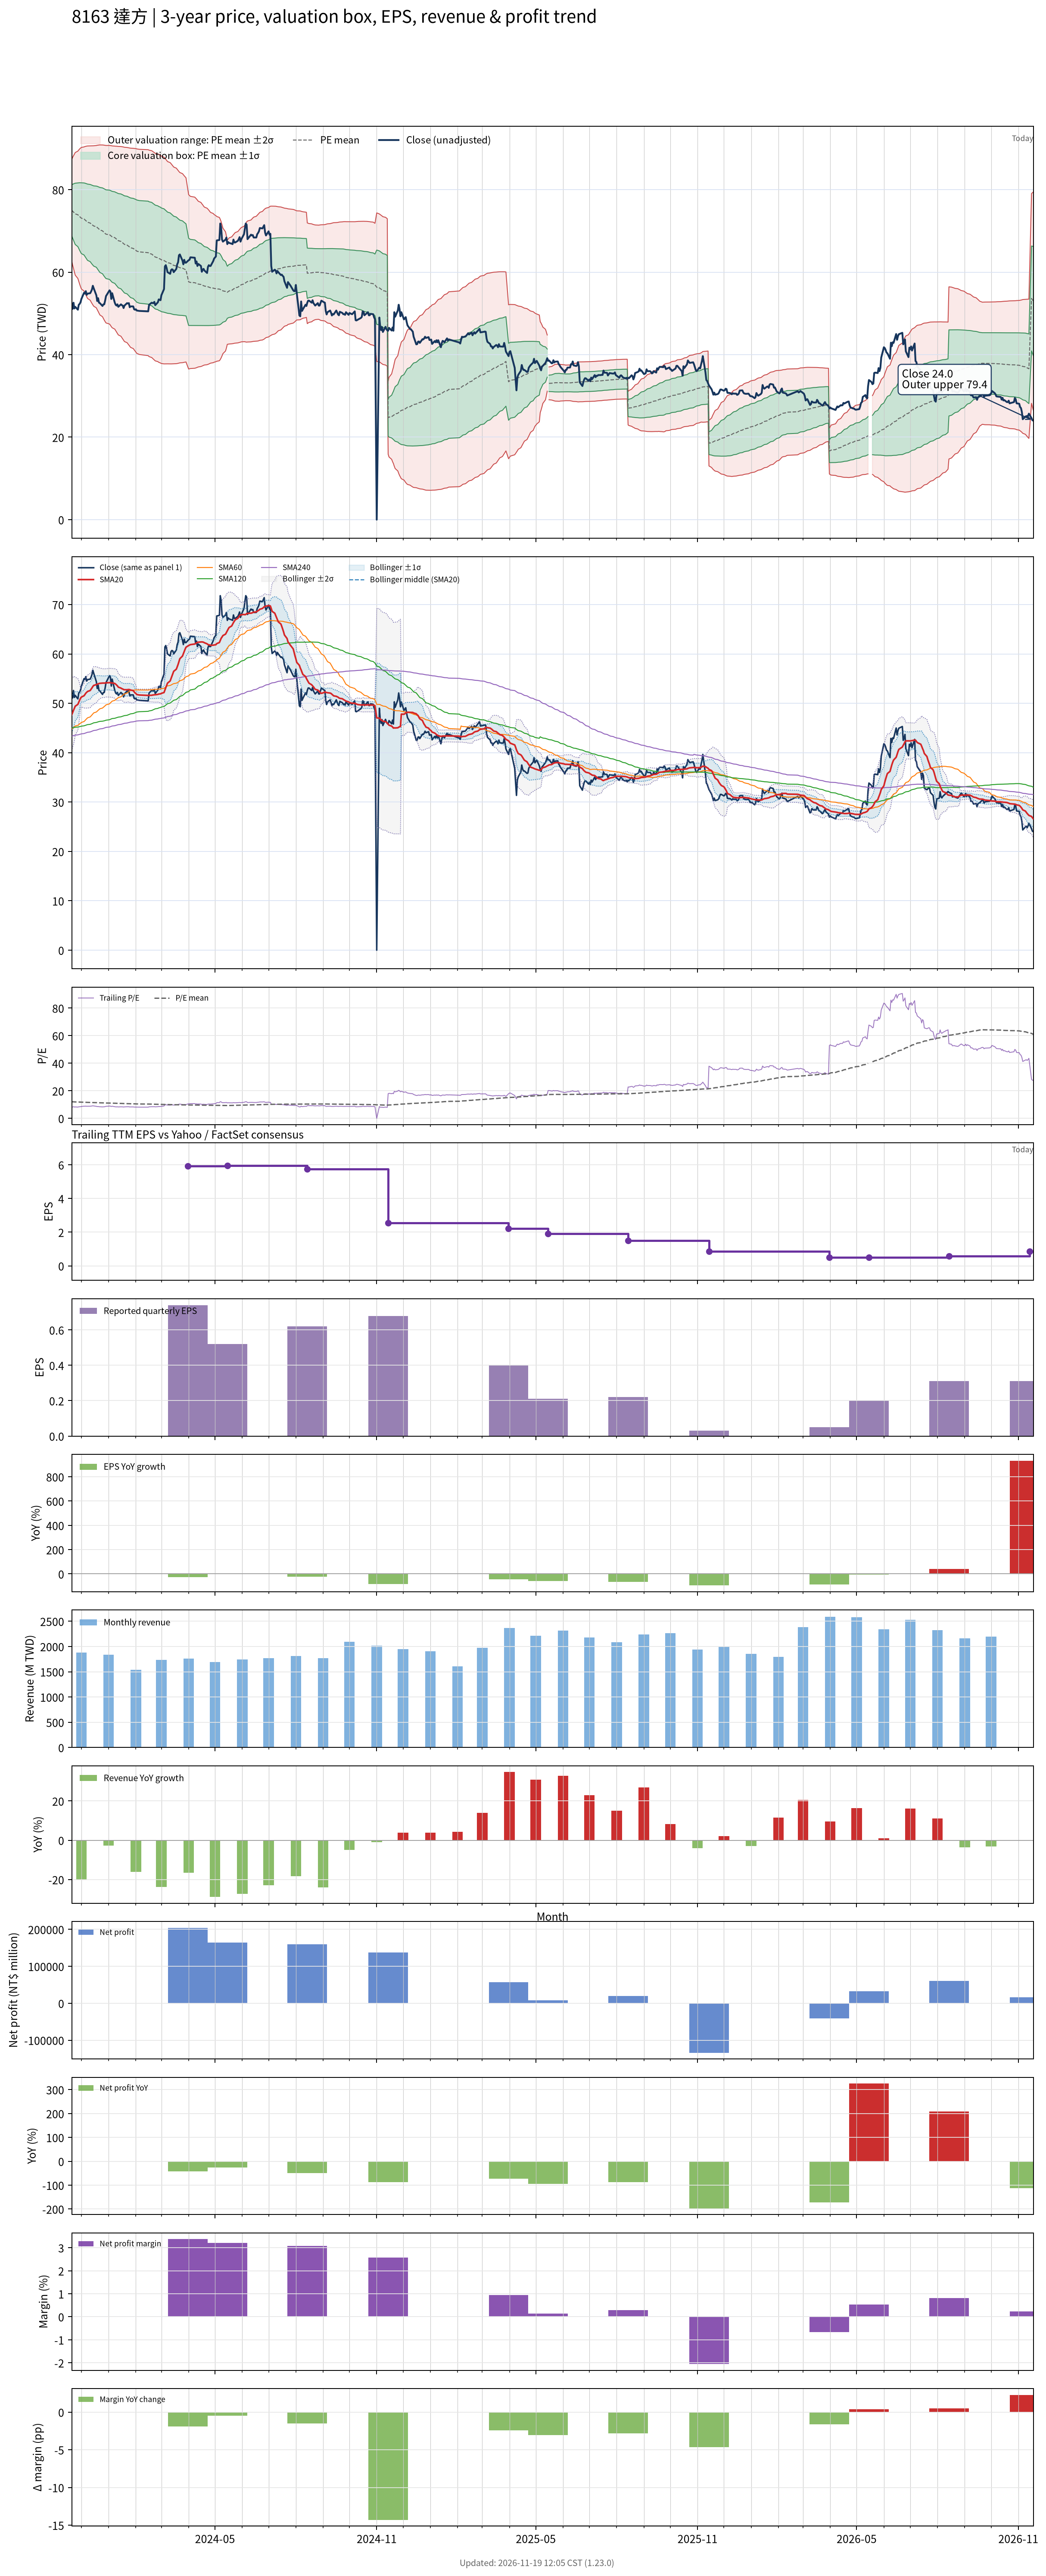 8163 達方 | 3-year price, valuation box, EPS, revenue & profit trend
Outer valuation range: PE mean ±2σ
PE mean
Close (unadjusted)
Core valuation box: PE mean ±1σ
Today
80
60
40
20
0
Price (TWD)
Close 24.0
Outer upper 79.4
Close (same as panel 1)
SMA60
SMA240
Bollinger ±1σ
SMA20
SMA120
Bollinger ±2σ
Bollinger middle (SMA20)
70
60
50
40
30
20
10
0
Price
Trailing P/E
P/E mean
80
60
40
20
0
P/E
Trailing TTM EPS vs Yahoo / FactSet consensus
Today
6
4
2
0
EPS
Reported quarterly EPS
0.6
0.4
0.2
0.0
EPS
EPS YoY growth
800
600
400
200
0
YoY (%)
Monthly revenue
2500
2000
1500
1000
500
0
Revenue (M TWD)
Revenue YoY growth
20
0
-20
YoY (%)
Month
Net profit
200000
100000
0
-100000
Net profit (NT$ million)
Net profit YoY
300
200
100
0
-100
-200
YoY (%)
Net profit margin
3
2
1
0
-1
-2
Margin (%)
Margin YoY change
0
-5
-10
-15
Δ margin (pp)
2024-05
2024-11
2025-05
2025-11
2026-05
2026-11
Updated: 2026-11-19 12:05 CST (1.23.0)